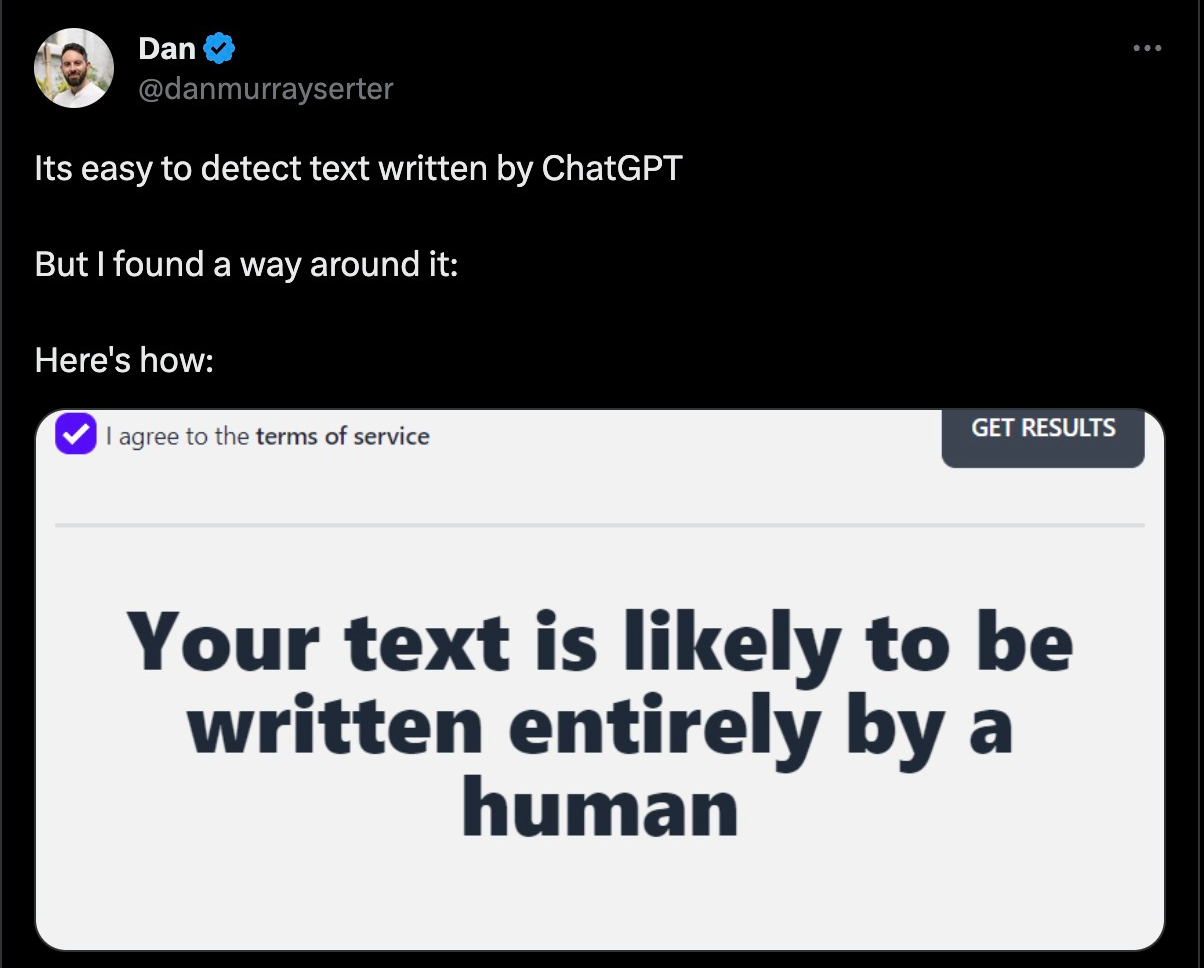 Dan
@danmurrayserter
Its easy to detect text written by ChatGPT
But I found a way around it:
Here's how:
I agree to the terms of service
GET RESULTS
Your text is likely to be
written entirely by a
human